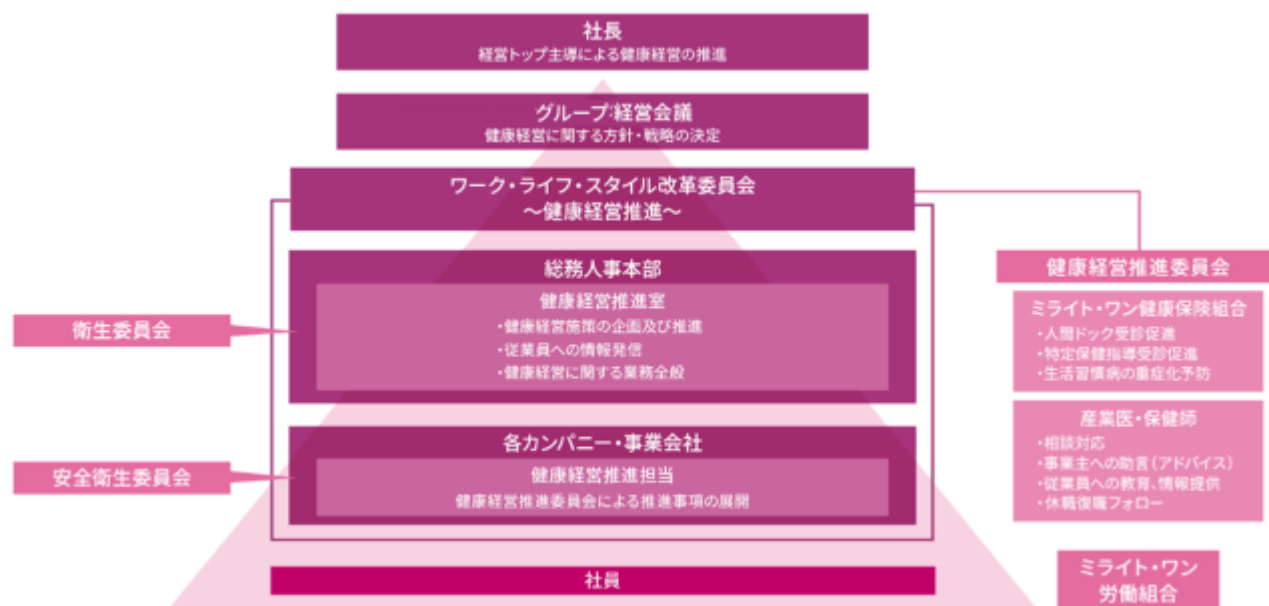 社長
経営トップ主導による健康経営の推進
グループ経営会議
健康経営に関する方針・戦略の決定
ワーク・ライフ・スタイル改革委員会
～健康経営推進～
総務人事本部
健康経営推進室
・健康経営施策の企画及び推進
・従業員への情報発信
・健康経営に関する業務全般
衛生委員会
各カンパニー・事業会社
健康経営推進担当
健康経営推進委員会による推進事項の展開
安全衛生委員会
社員
健康経営推進委員会
ミライト・ワン健康保険組合
・人間ドック受診促進
・特定保健指導受診促進
・生活習慣病の重症化予防
産業医・保健師
・相談対応
・事業主への助言(アドバイス)
・従業員への教育、情報提供
・休職復職フォロー
ミライト・ワン
労働組合